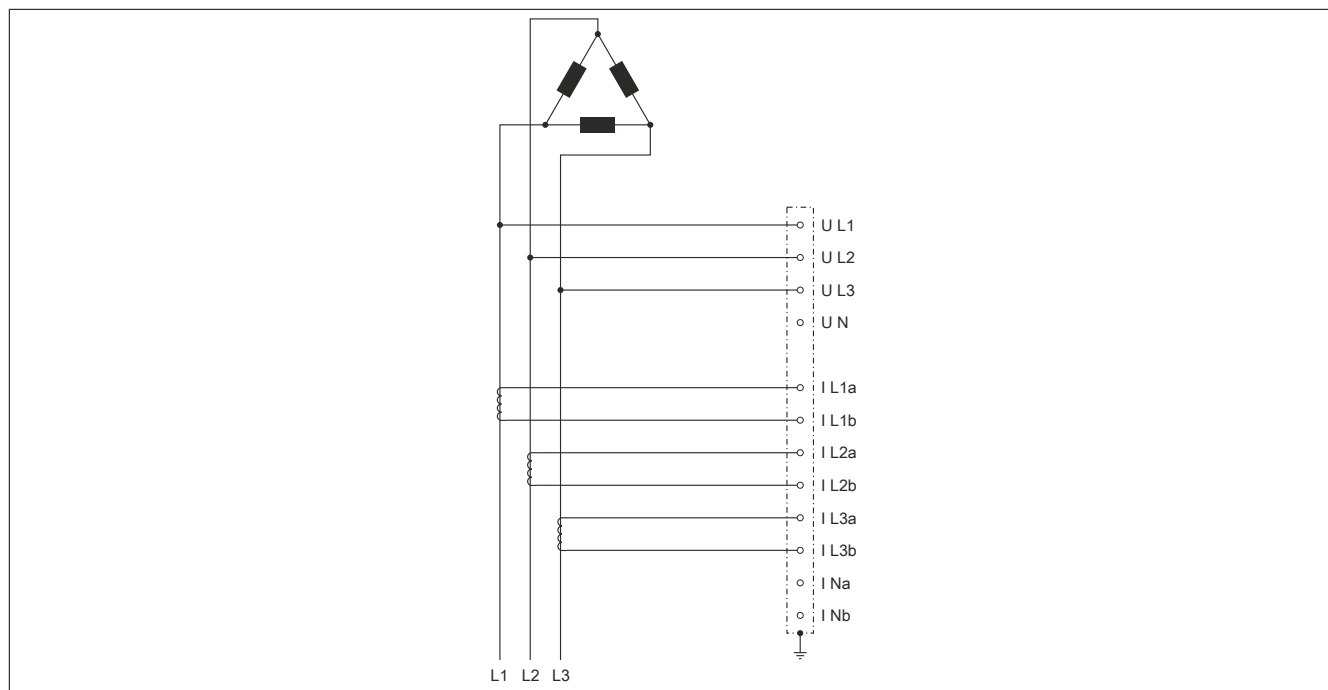 U L1
U L2
U L3
U N
I L1a
I L1b
I L2a
I L2b
I L3a
I L3b
I Na
I Nb
L1 L2 L3